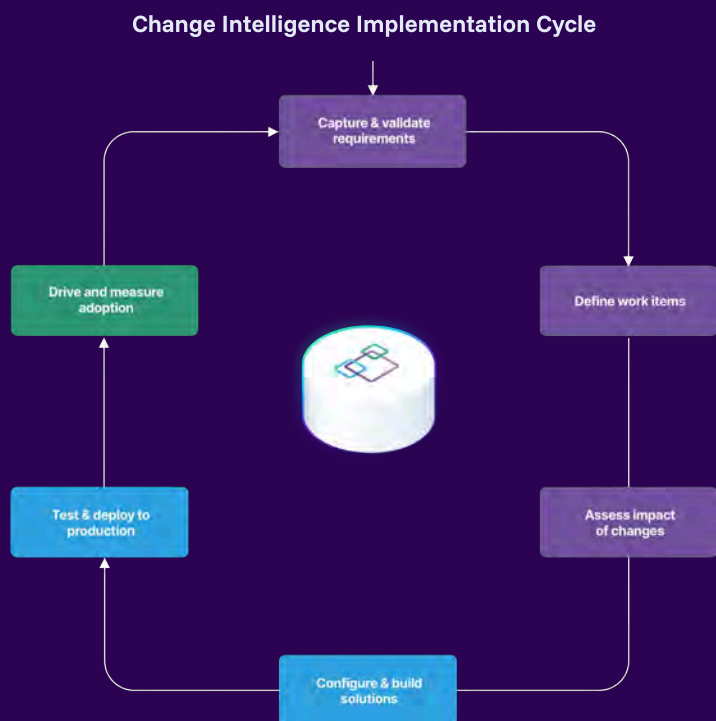 Change Intelligence Implementation Cycle
Capture & validate
requirements
Drive and measure
adoption
Define work items
Test & deploy to
production
Assess impact
of changes
Configure & build
solutions